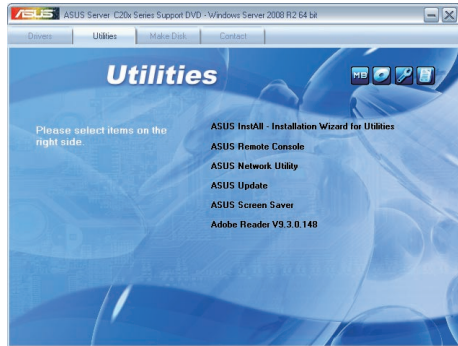 ASUS ASUS Server C20x Series Support DVD - Windows Server 2008 R2 64 bit
Drivers Utilities Make Disk Contact
Utilities
MB
Please select items on the
right side.
ASUS InstAll - Installation Wizard for Utilities
ASUS Remote Console
ASUS Network Utility
ASUS Update
ASUS Screen Saver
Adobe Reader V9.3.0.148